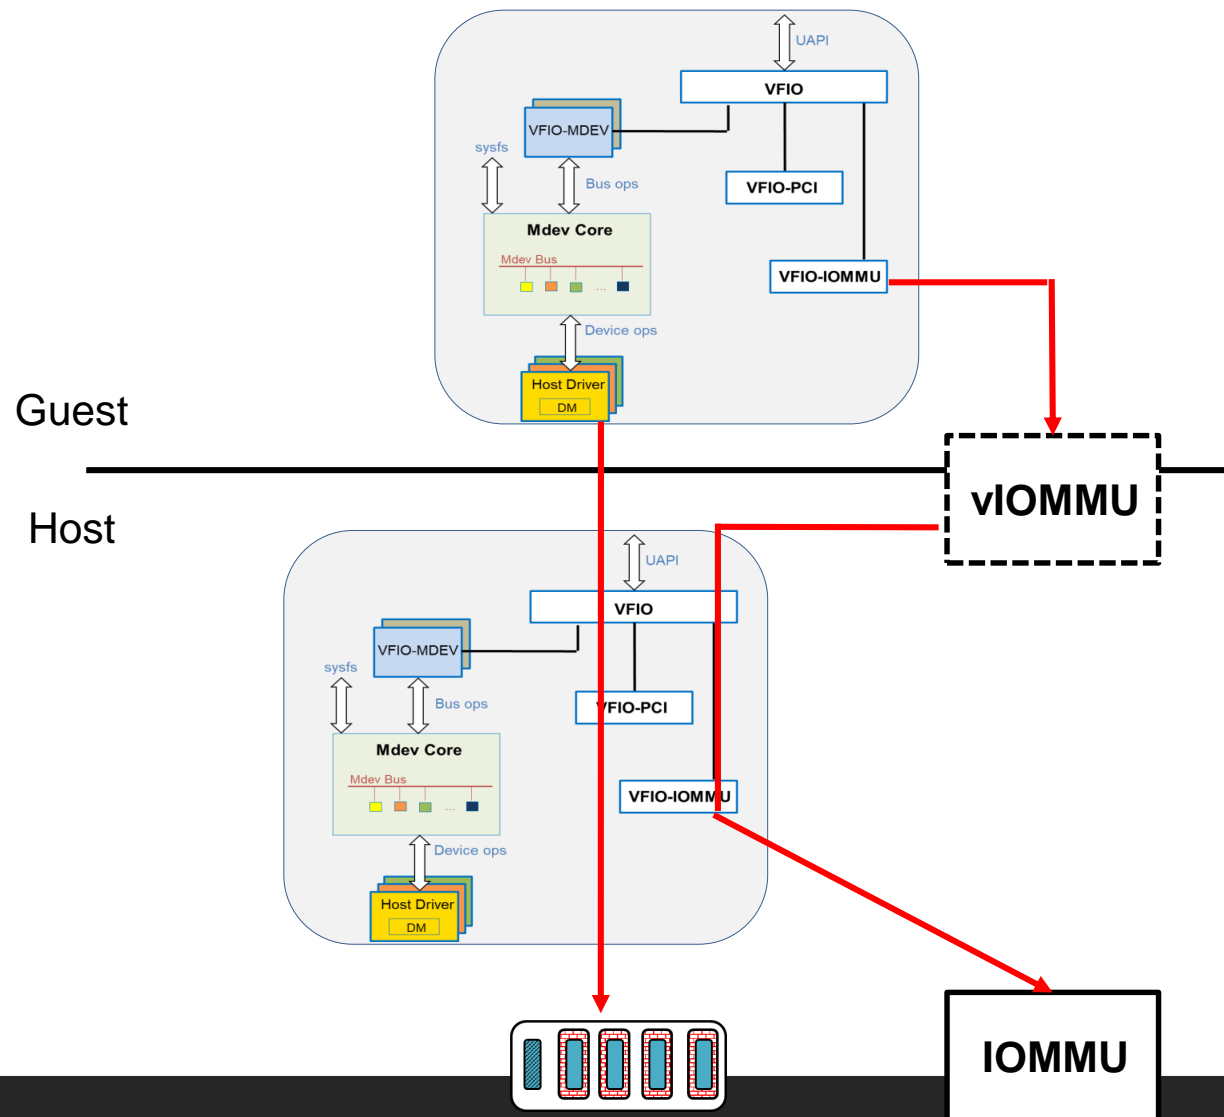 UAPI
VFIO
VFIO-MDEV
sysfs
Bus ops
VFIO-PCI
Mdev Core
Mdev Bus
...
VFIO-IOMMU
Device ops
Host Driver
DM
Guest
vIOMMU
Host
UAPI
VFIO
VFIO-MDEV
sysfs
Bus ops
VFIO-PCI
Mdev Core
Mdev Bus
...
VFIO-IOMMU
Device ops
Host Driver
DM
IOMMU